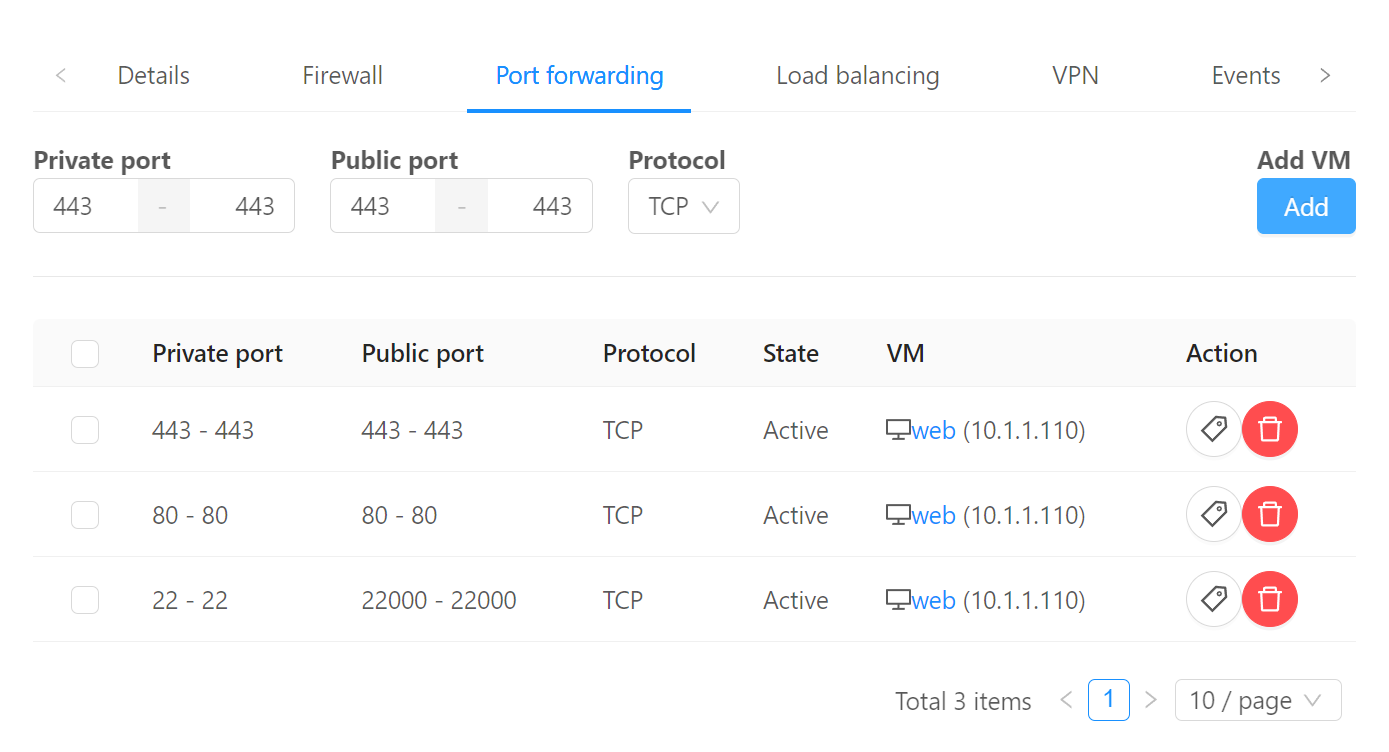 Details Firewall Port forwarding Load balancing VPN Events
Private port Public port Protocol Add VM
443 - 443 443 - 443 TCP Add
Private port Public port Protocol State VM Action
443 - 443 443 - 443 TCP Active web (10.1.1.110)
80 - 80 80 - 80 TCP Active web (10.1.1.110)
22 - 22 22000 - 22000 TCP Active web (10.1.1.110)
Total 3 items 1 10 / page